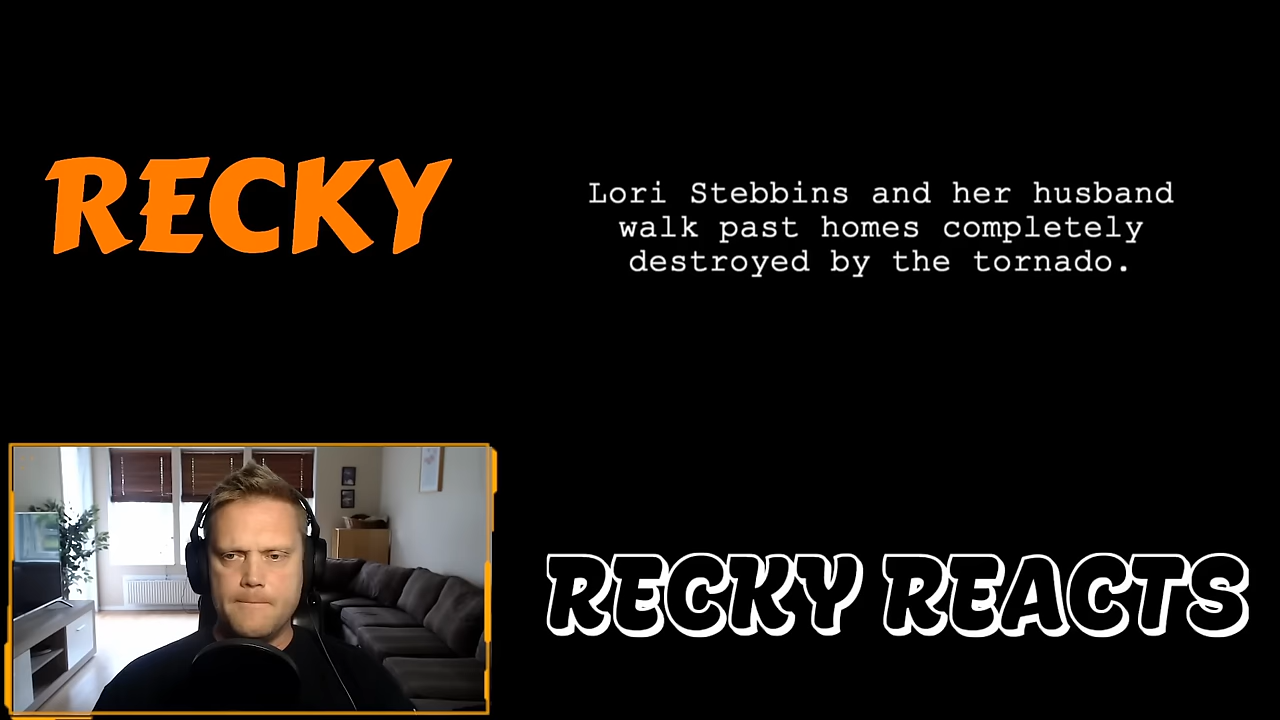 RECKY
Lori Stebbins and her husband
walk past homes completely
destroyed by the tornado.
RECKY REACTS